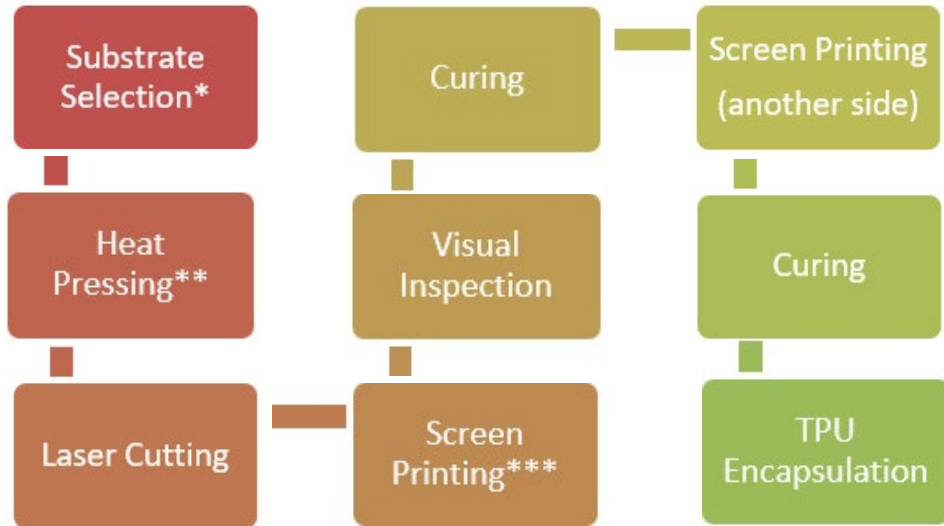 Substrate
Selection*
Heat
Pressing**
Laser Cutting
Screen
Printing***
Visual
Inspection
Curing
Screen Printing
(another side)
Curing
TPU
Encapsulation